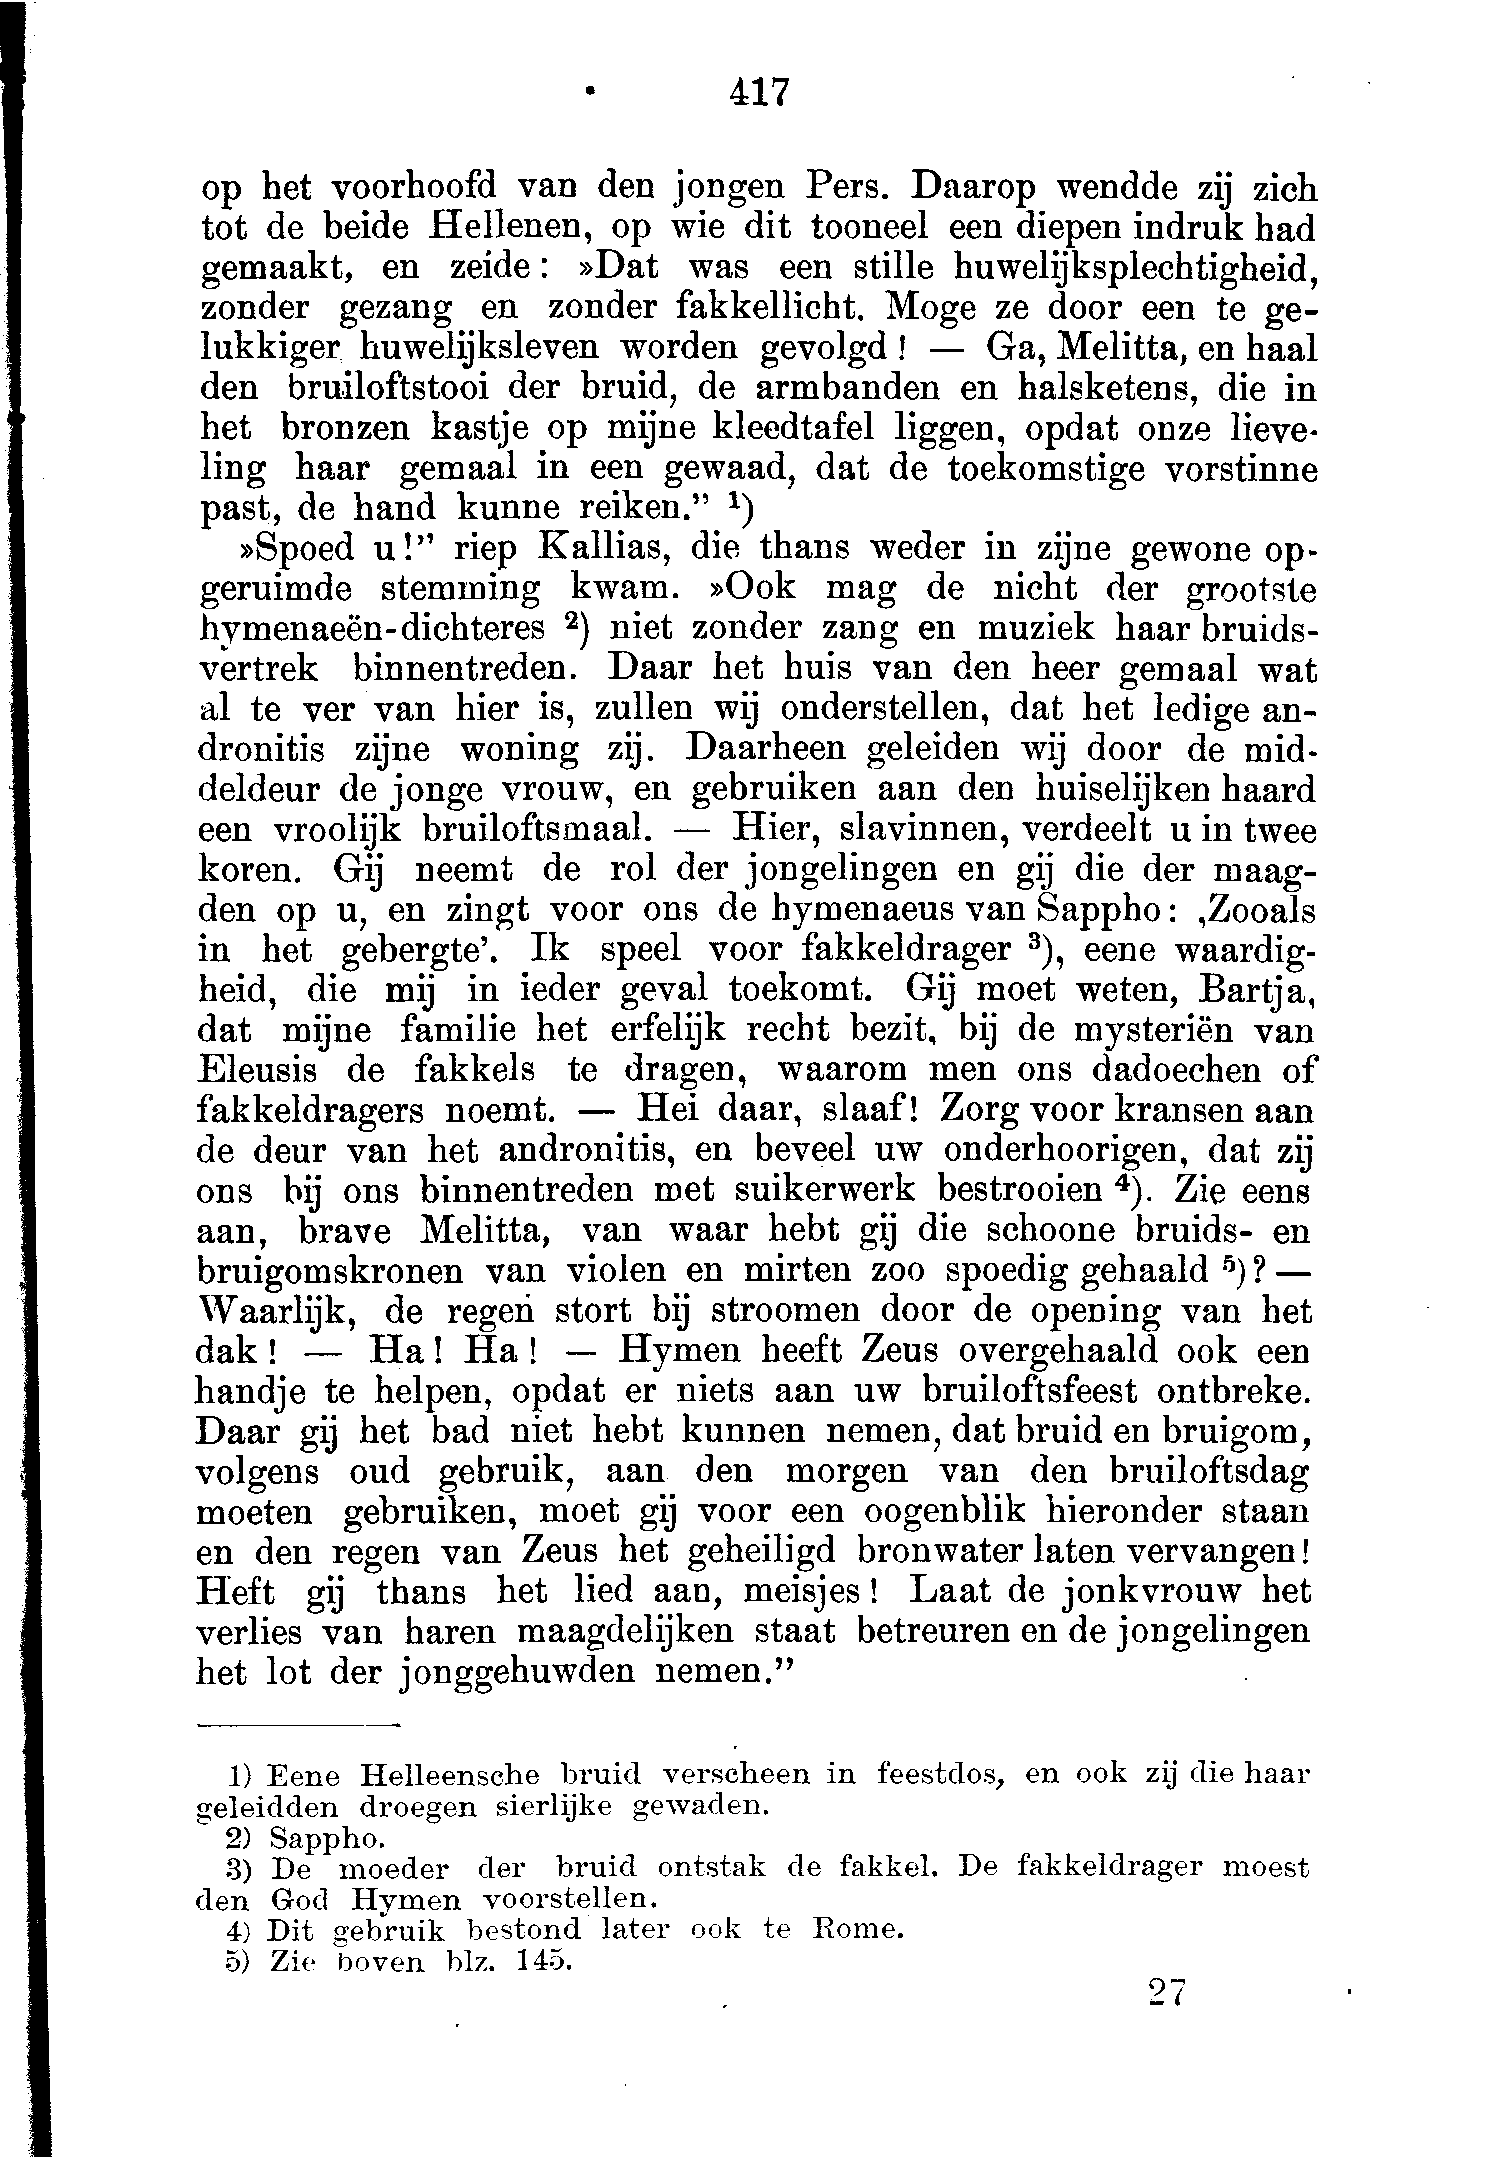 417
op het voorhoofd van den jongen Pers. Daarop wendde zij zich
tot de beide Hellenen, op wie dit tooneel een diepen indruk had
gemaakt, en zeide: »Dat was een stille huwelijksplechtigheid,
zonder gezang en zonder fakkellicht. Moge ze door een te ge-
lukkiger huwelijksleven worden gevolgd! — Ga, Melitta, en haal
den bruiloftstooi der bruid, de armbanden en halsketens, die in
het bronzen kastje op mijne kleedtafel liggen, opdat onze lieve-
ling haar gemaal in een gewaad, dat de toekomstige vorstinne
past, de hand kunne reiken.” ¹)
»Spoed u!” riep Kallias, die thans weder in zijne gewone op-
geruimde stemming kwam. »Ook mag de nicht der grootste
hymenaeën-dichteres ²) niet zonder zang en muziek haar bruids-
vertrek binnentreden. Daar het huis van den heer gemaal wat
al te ver van hier is, zullen wij onderstellen, dat het ledige an-
dronitis zijne woning zij. Daarheen geleiden wij door de mid-
deldeur de jonge vrouw, en gebruiken aan den huiselijken haard
een vroolijk bruiloftsmaal. — Hier, slavinnen, verdeelt u in twee
koren. Gij neemt de rol der jongelingen en gij die der maag-
den op u, en zingt voor ons de hymenaeus van Sappho: ‚Zooals
in het gebergte’. Ik speel voor fakkeldrager ³), eene waardig-
heid, die mij in ieder geval toekomt. Gij moet weten, Bartja,
dat mijne familie het erfelijk recht bezit, bij de mysteriën van
Eleusis de fakkels te dragen, waarom men ons dadoechen of
fakkeldragers noemt. — Hei daar, slaaf! Zorg voor kransen aan
de deur van het andronitis, en beveel uw onderhoorigen, dat zij
ons bij ons binnentreden met suikerwerk bestrooien ⁴). Zie eens
aan, brave Melitta, van waar hebt gij die schoone bruids- en
bruigomskronen van violen en mirten zoo spoedig gehaald ⁵)? —
Waarlijk, de regen stort bij stroomen door de opening van het
dak! — Ha! Ha! — Hymen heeft Zeus overgehaald ook een
handje te helpen, opdat er niets aan uw bruiloftsfeest ontbreke.
Daar gij het bad niet hebt kunnen nemen, dat bruid en bruigom,
volgens oud gebruik, aan den morgen van den bruiloftsdag
moeten gebruiken, moet gij voor een oogenblik hieronder staan
en den regen van Zeus het geheiligd bronwater laten vervangen!
Heft gij thans het lied aan, meisjes! Laat de jonkvrouw het
verlies van haren maagdelijken staat betreuren en de jongelingen
het lot der jonggehuwden nemen.”
1) Eene Helleensche bruid verscheen in feestdos, en ook zij die haar
geleidden droegen sierlijke gewaden.
2) Sappho.
3) De moeder der bruid ontstak de fakkel. De fakkeldrager moest
den God Hymen voorstellen.
4) Dit gebruik bestond later ook te Rome.
5) Zie boven blz. 145.
27